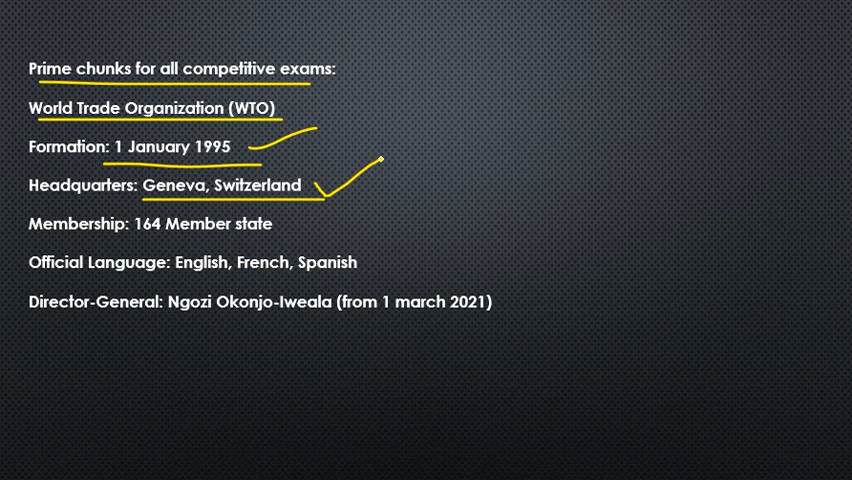 Prime chunks for all competitive exams:
World Trade Organization (WTO)
Formation: 1 January 1995
Headquarters: Geneva, Switzerland
Membership: 164 Member state
Official Language: English, French, Spanish
Director-General: Ngozi Okonjo-Iweala (from 1 march 2021)